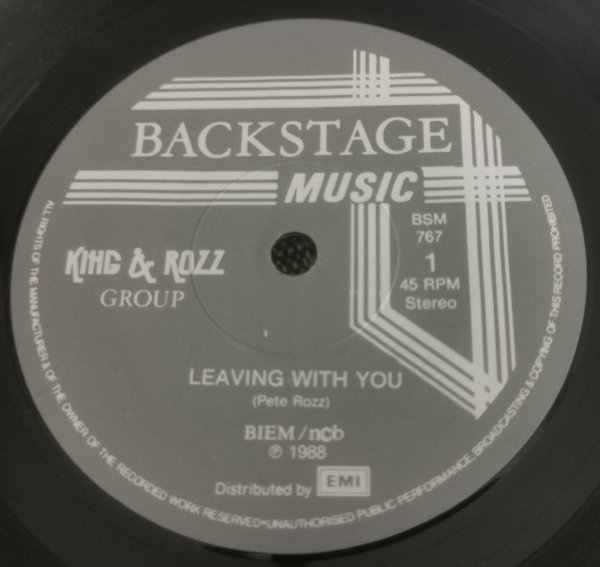 BACKSTAGE
MUSIC
KING & ROZZ
GROUP
BSM
767
1
45 RPM
Stereo
LEAVING WITH YOU
(Pete Rozz)
BIEM/ncb
℗ 1988
Distributed by EMI
ALL RIGHTS OF THE MANUFACTURER & OF THE OWNER OF THE RECORDED WORK RESERVED•UNAUTHORISED PUBLIC PERFORMANCE, BROADCASTING & COPYING OF THIS RECORD PROHIBITED